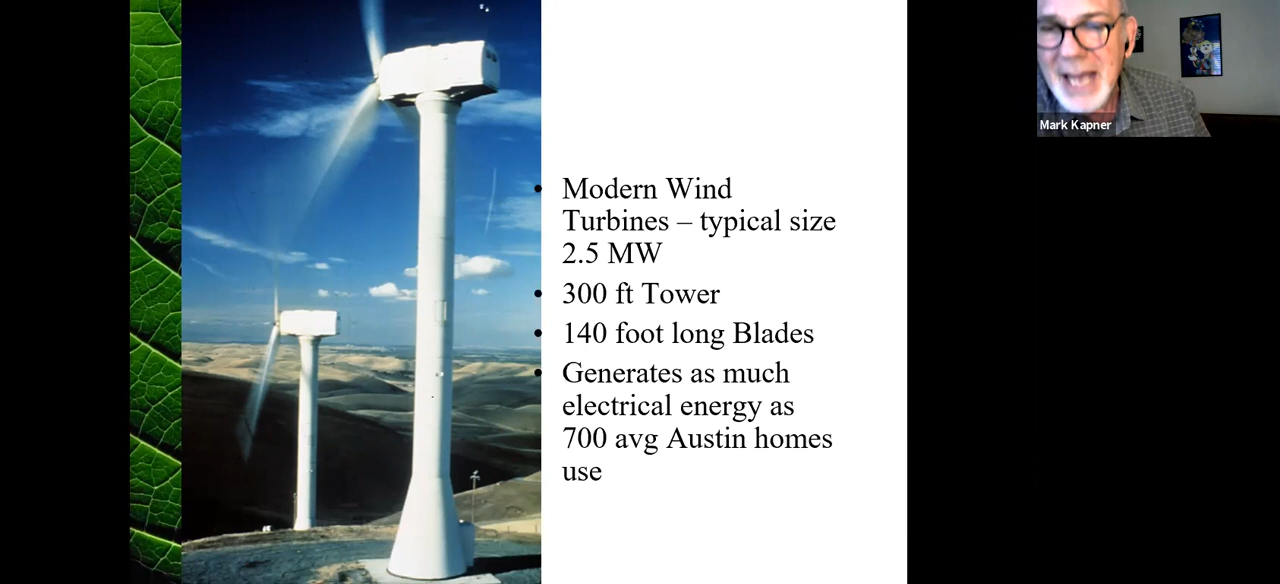 Modern Wind
Turbines – typical size
2.5 MW
300 ft Tower
140 foot long Blades
Generates as much
electrical energy as
700 avg Austin homes
use
Mark Kapner